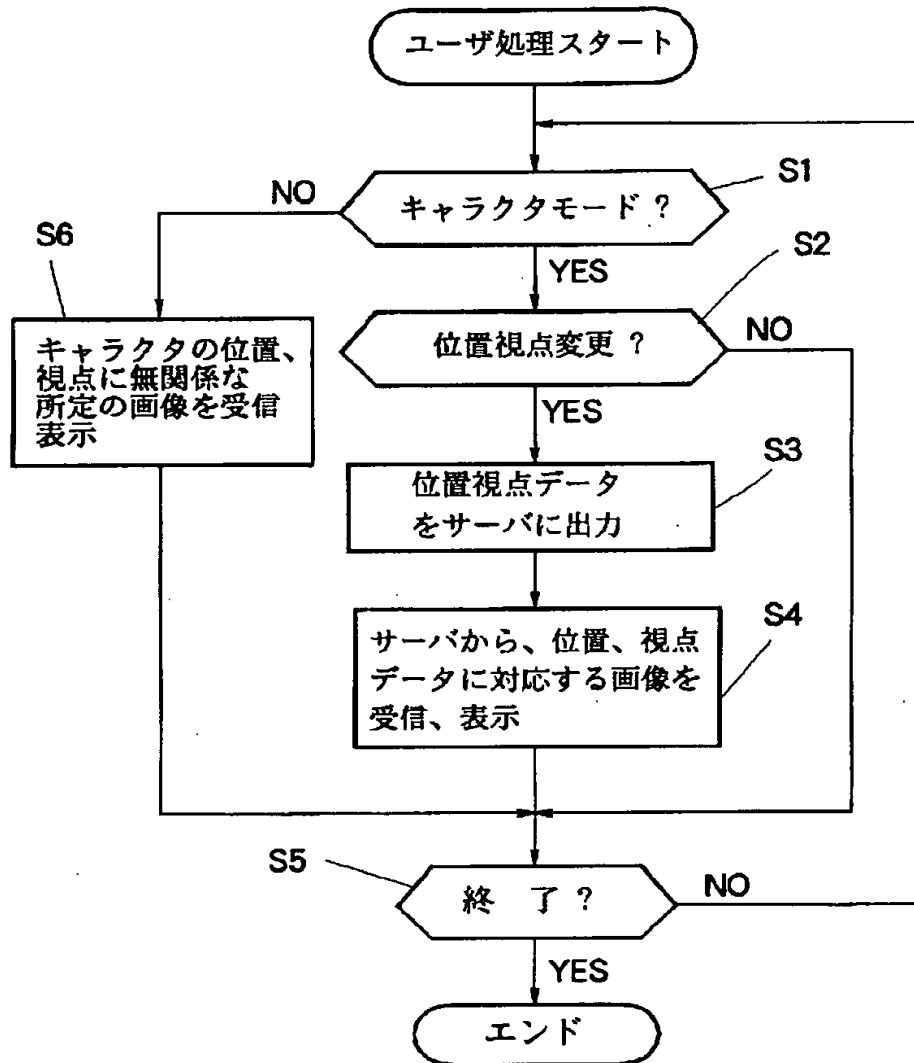 ユーザ処理スタート
S1
NO
キャラクタモード？
S6
YES
S2
キャラクタの位置、
視点に無関係な
所定の画像を受信
表示
位置視点変更？
NO
YES
S3
位置視点データ
をサーバに出力
S4
サーバから、位置、視点
データに対応する画像を
受信、表示
S5
終 了？
NO
YES
エンド